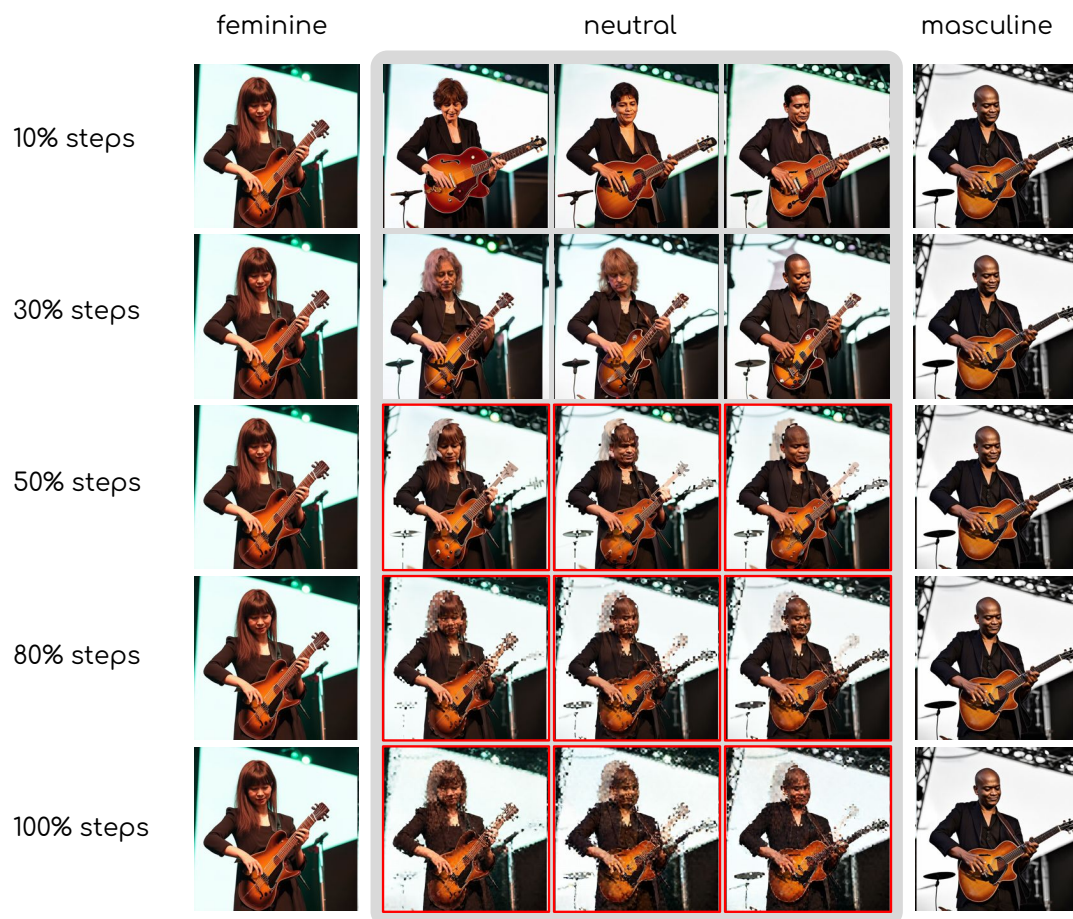 feminine neutral masculine
10% steps
30% steps
50% steps
80% steps
100% steps